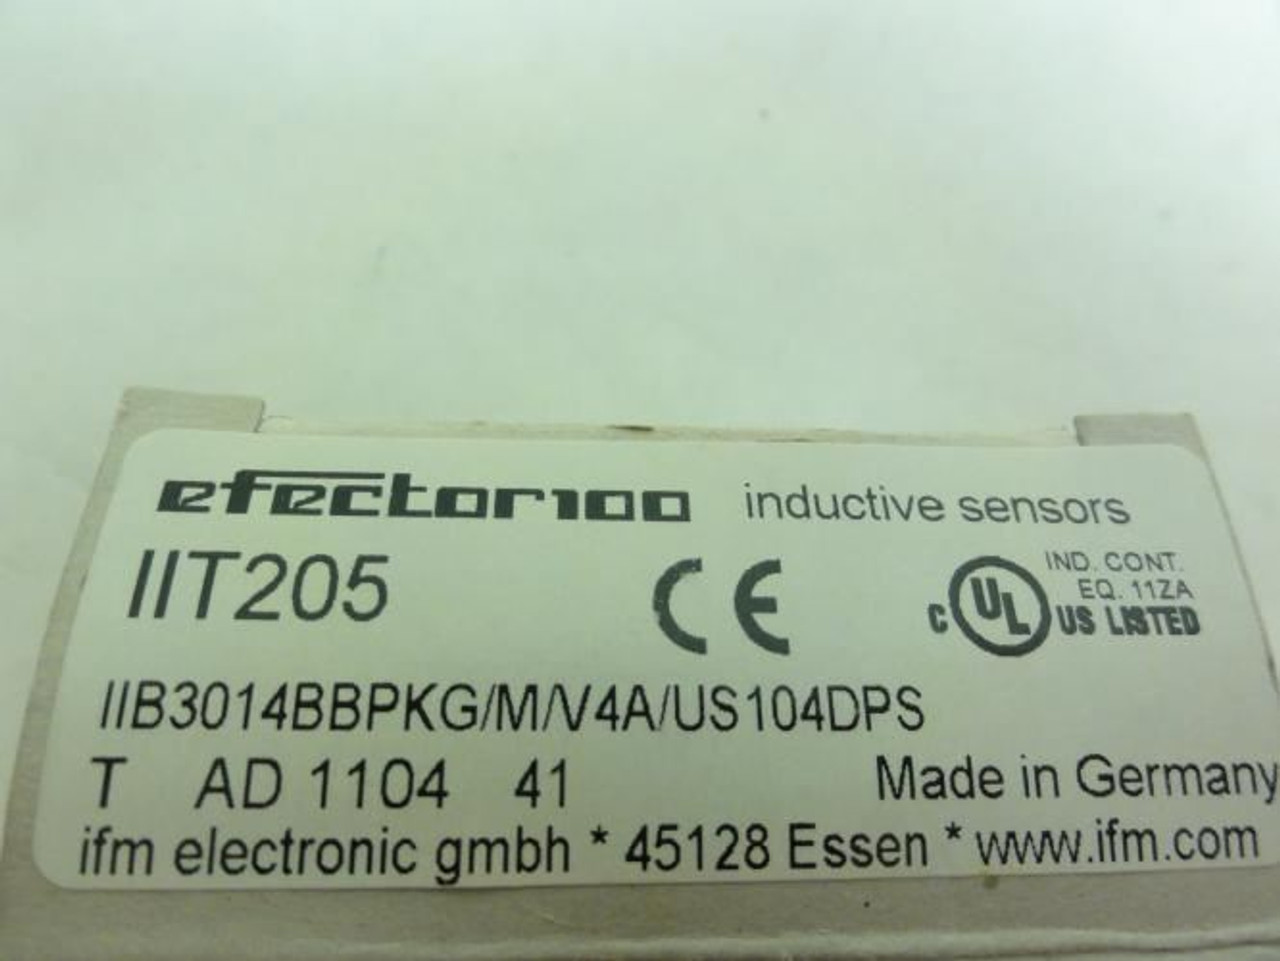 efector100 inductive sensors
IIT205
CE
IND. CONT.
EQ. 11ZA
C UL US LISTED
IIB3014BBPKG/M/V4A/US104DPS
T AD 1104 41
Made in Germany
ifm electronic gmbh * 45128 Essen * www.ifm.com